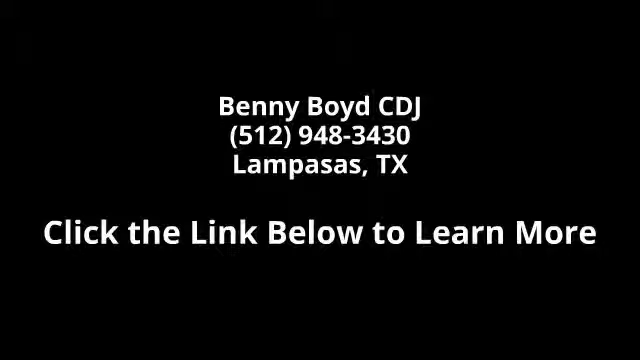 Benny Boyd CDJ
(512) 948-3430
Lampasas, TX
Click the Link Below to Learn More